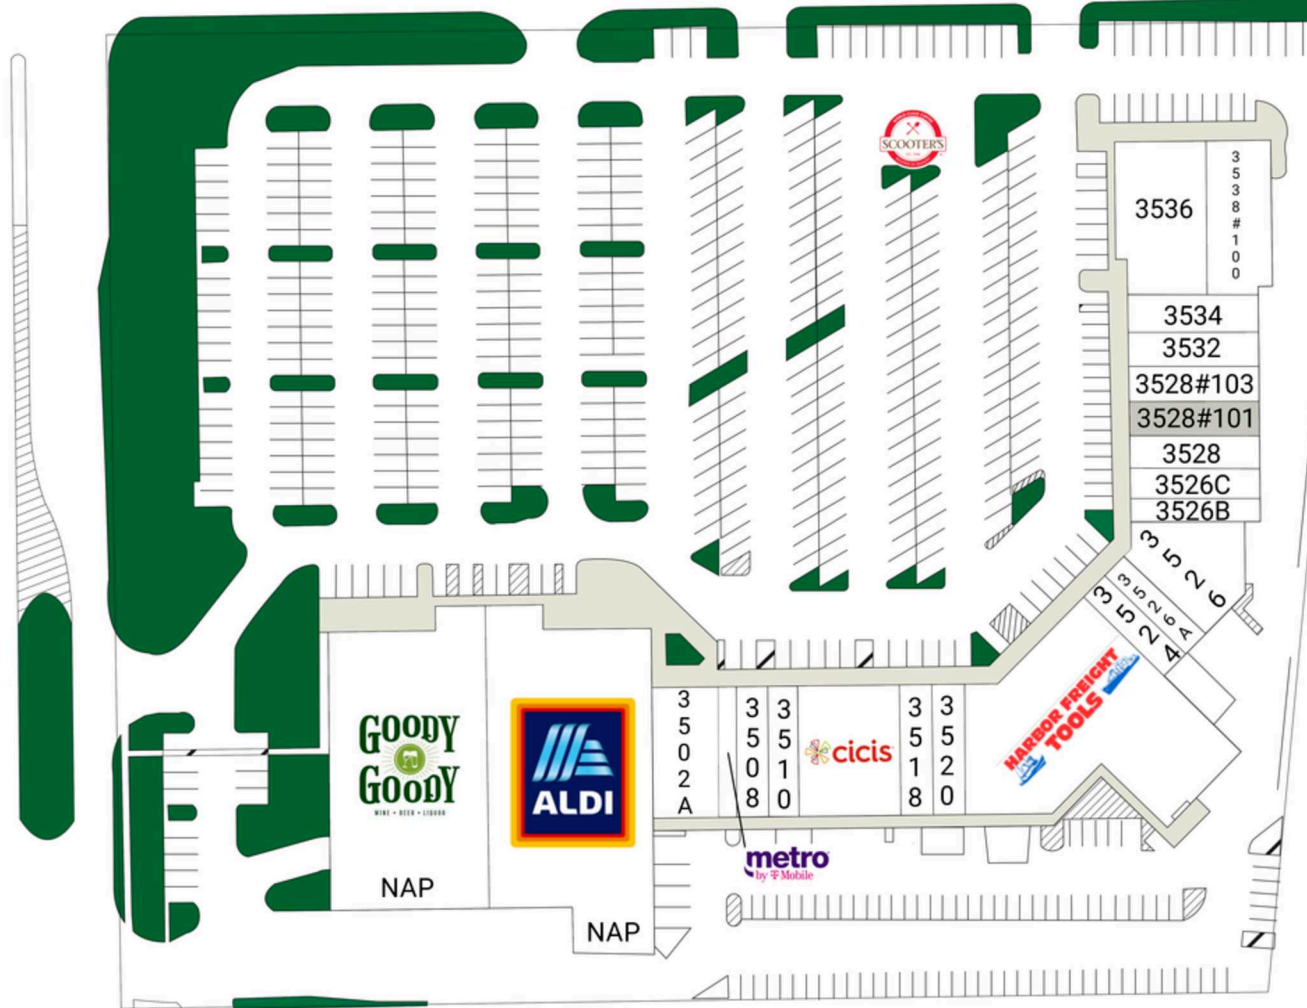 SCOOTER'S
3536
3538#100
3534
3532
3528#103
3528#101
3528
3526C
3526B
3526
3526A
3524
HARBOR FREIGHT
TOOLS
GOODY
GOODY
WINE • BEER • LIQUOR
NAP
ALDI
NAP
3502A
3508
3510
cicis
3518
3520
metro
by T Mobile